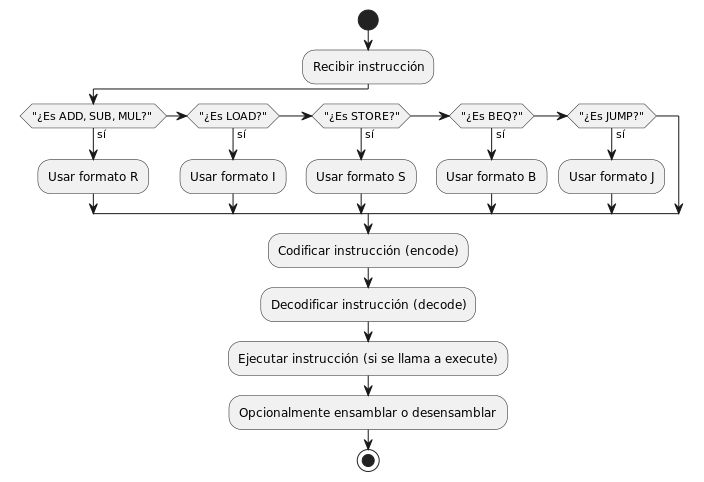 Recibir instrucción
"¿Es ADD, SUB, MUL?"
"¿Es LOAD?"
"¿Es STORE?"
"¿Es BEQ?"
"¿Es JUMP?"
sí
sí
sí
sí
sí
Usar formato R
Usar formato I
Usar formato S
Usar formato B
Usar formato J
Codificar instrucción (encode)
Decodificar instrucción (decode)
Ejecutar instrucción (si se llama a execute)
Opcionalmente ensamblar o desensamblar